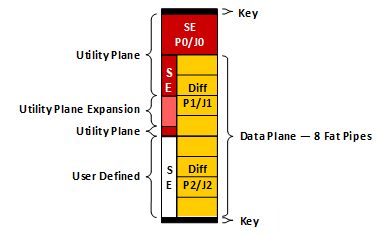 Key
SE
P0/J0
Utility Plane
S
E
Diff
P1/J1
Utility Plane Expansion
Utility Plane
Data Plane — 8 Fat Pipes
User Defined
S
E
Diff
P2/J2
Key